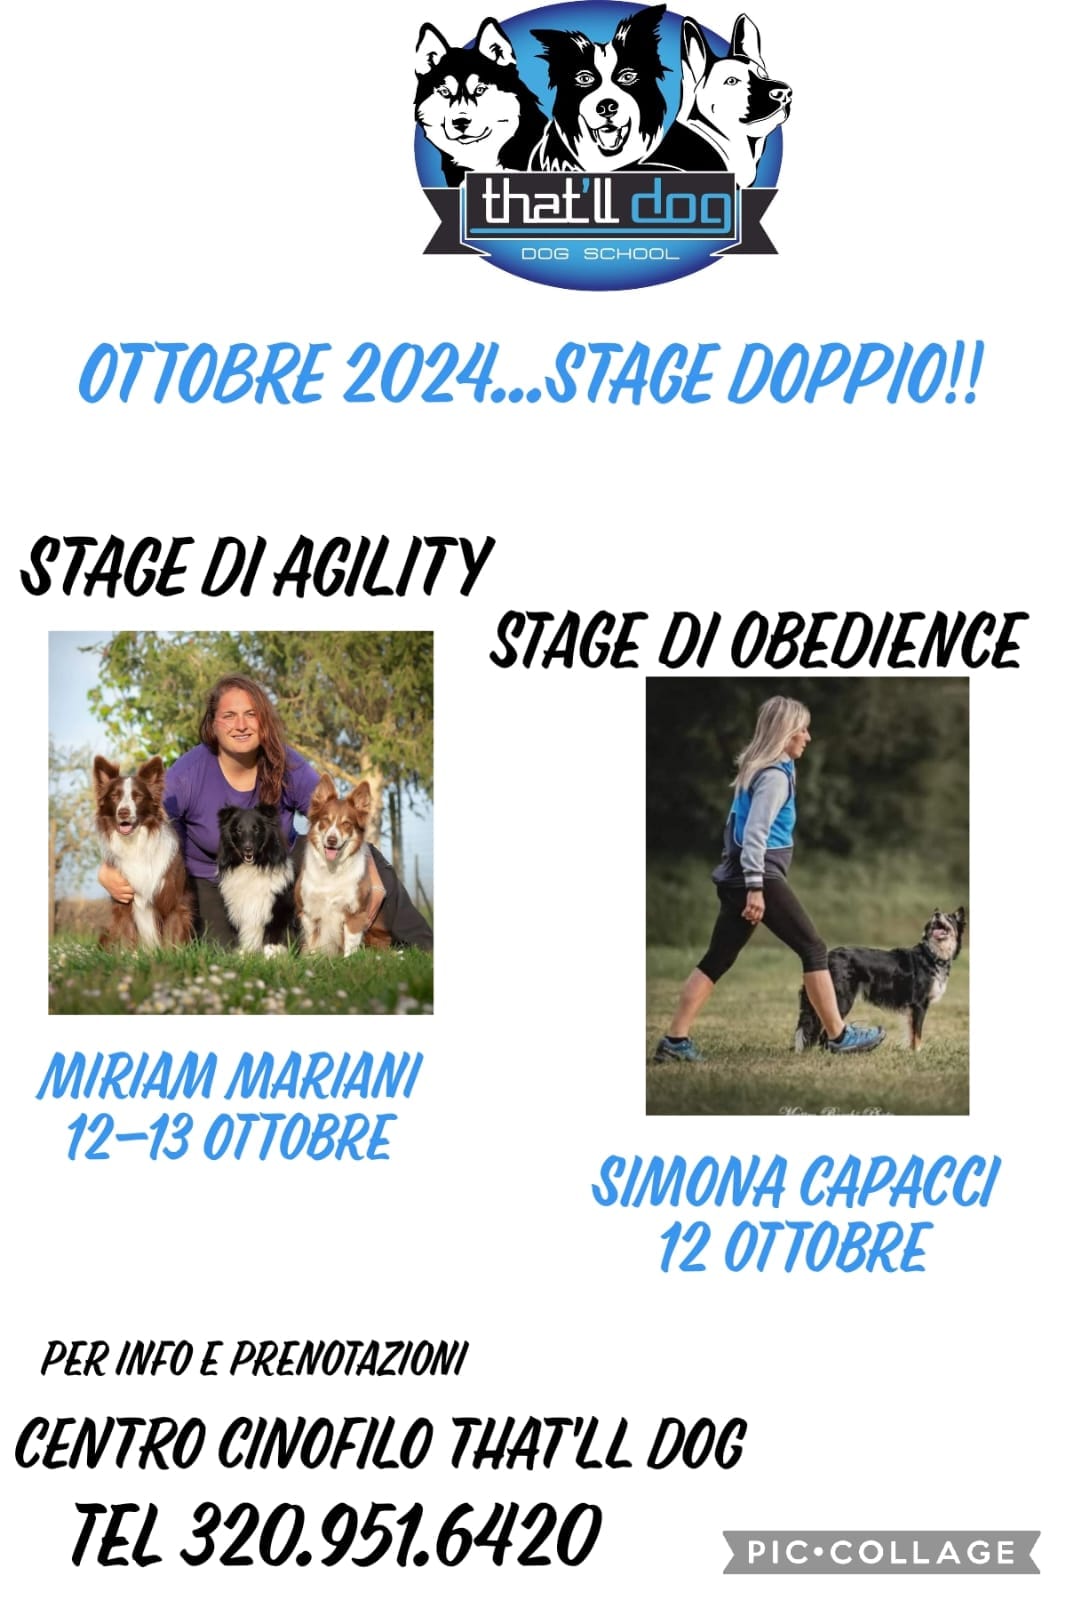 that'll dog
DOG SCHOOL
OTTOBRE 2024...STAGE DOPPIO!!
STAGE DI AGILITY
STAGE DI OBEDIENCE
MIRIAM MARIANI
12-13 OTTOBRE
SIMONA CAPACCI
12 OTTOBRE
PER INFO E PRENOTAZIONI
CENTRO CINOFILO THAT'LL DOG
TEL 320.951.6420
PIC•COLLAGE